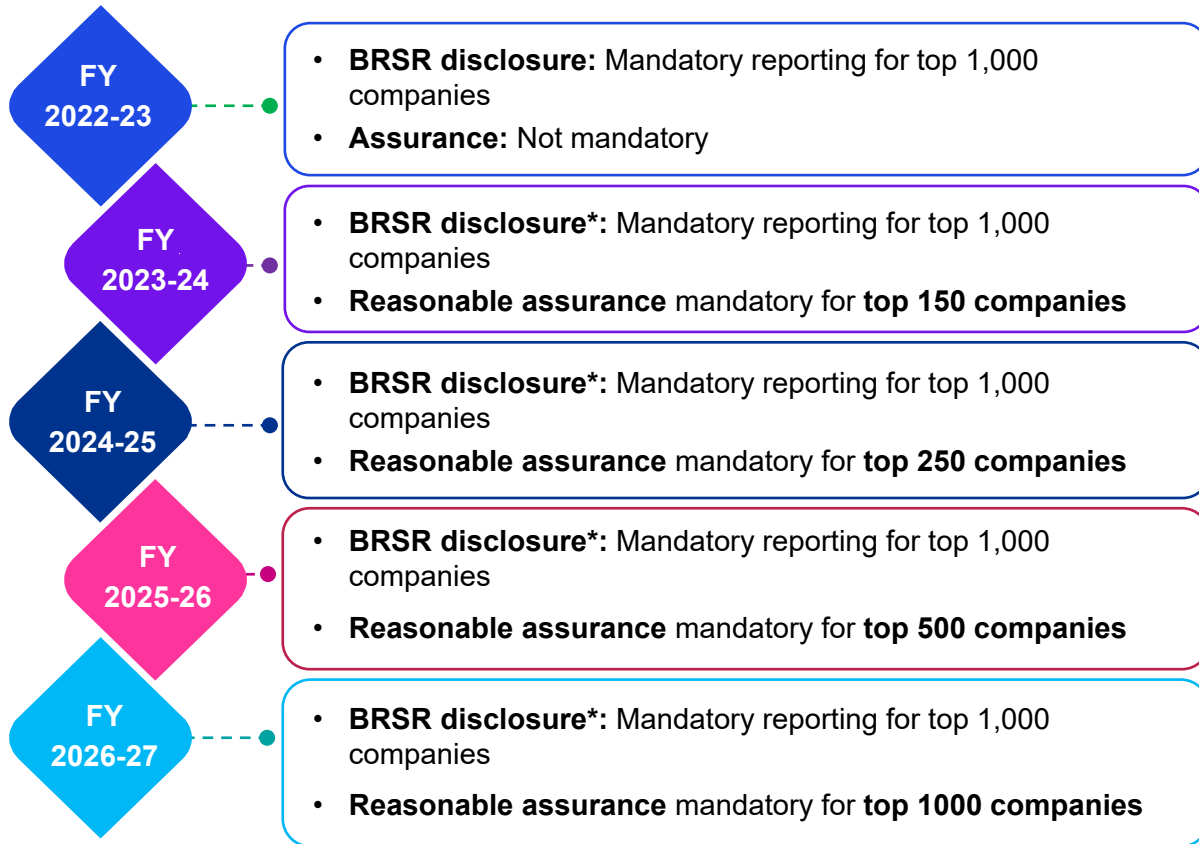 FY
2022-23
• BRSR disclosure: Mandatory reporting for top 1,000
companies
• Assurance: Not mandatory
FY
2023-24
• BRSR disclosure*: Mandatory reporting for top 1,000
companies
• Reasonable assurance mandatory for top 150 companies
FY
2024-25
• BRSR disclosure*: Mandatory reporting for top 1,000
companies
• Reasonable assurance mandatory for top 250 companies
FY
2025-26
• BRSR disclosure*: Mandatory reporting for top 1,000
companies
• Reasonable assurance mandatory for top 500 companies
FY
2026-27
• BRSR disclosure*: Mandatory reporting for top 1,000
companies
• Reasonable assurance mandatory for top 1000 companies